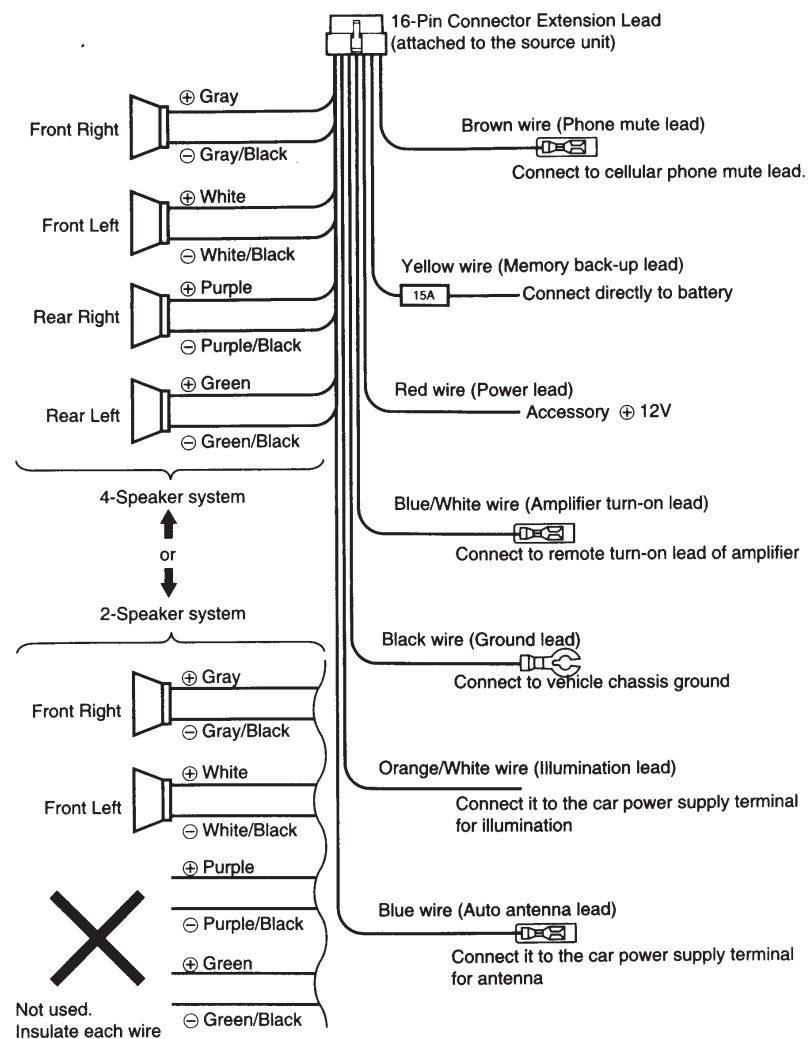 16-Pin Connector Extension Lead
(attached to the source unit)
Front Right
⊕ Gray
⊖ Gray/Black
Front Left
⊕ White
⊖ White/Black
Rear Right
⊕ Purple
⊖ Purple/Black
Rear Left
⊕ Green
⊖ Green/Black
4-Speaker system
or
2-Speaker system
Front Right
⊕ Gray
⊖ Gray/Black
Front Left
⊕ White
⊖ White/Black
⊕ Purple
⊖ Purple/Black
⊕ Green
⊖ Green/Black
Not used.
Insulate each wire
Brown wire (Phone mute lead)
Connect to cellular phone mute lead.
Yellow wire (Memory back-up lead)
15A
Connect directly to battery
Red wire (Power lead)
Accessory ⊕ 12V
Blue/White wire (Amplifier turn-on lead)
Connect to remote turn-on lead of amplifier
Black wire (Ground lead)
Connect to vehicle chassis ground
Orange/White wire (Illumination lead)
Connect it to the car power supply terminal
for illumination
Blue wire (Auto antenna lead)
Connect it to the car power supply terminal
for antenna